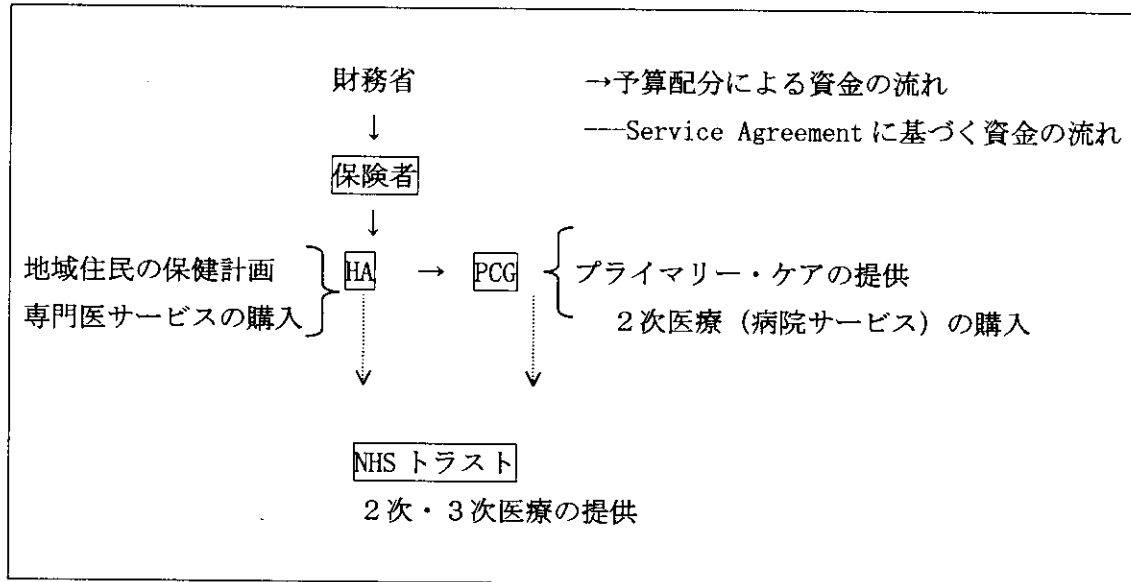 財務省
→予算配分による資金の流れ
↓
-―Service Agreement に基づく資金の流れ
保険者
↓
地域住民の保健計画
専門医サービスの購入
HA → PCG
プライマリー・ケアの提供
２次医療（病院サービス）の購入
NHS トラスト
２次・３次医療の提供